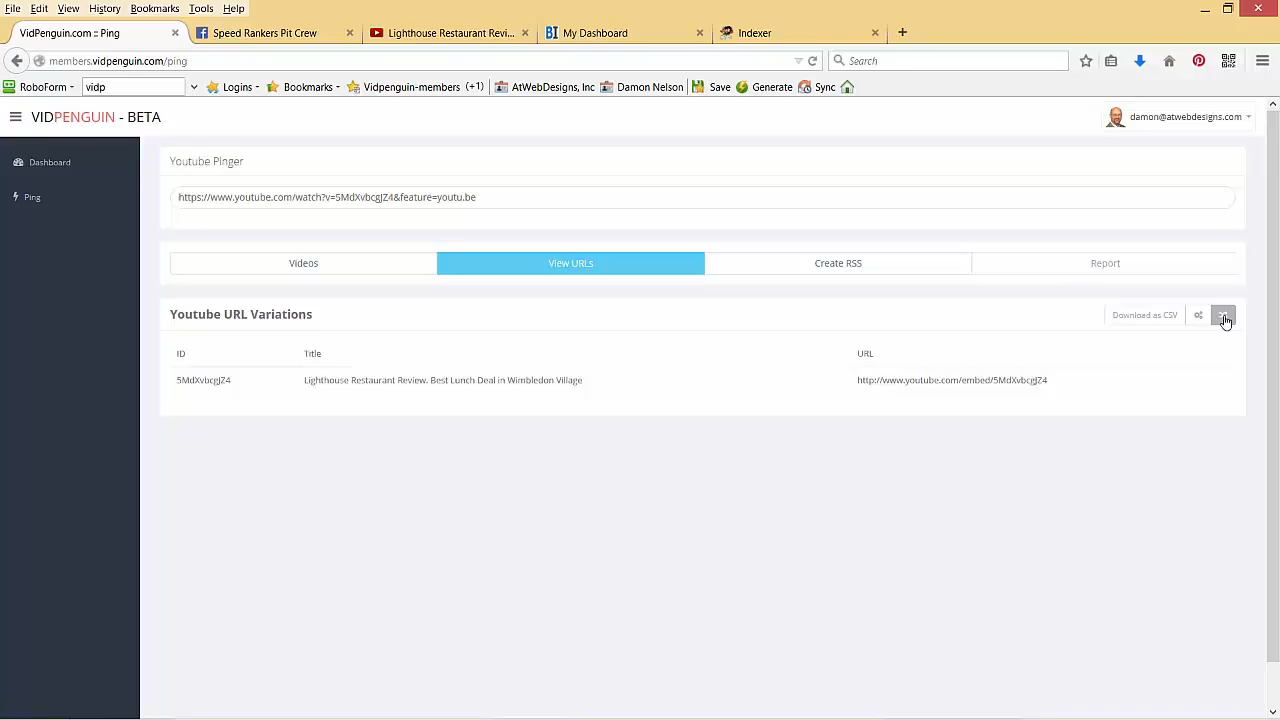 File Edit View History Bookmarks Tools Help
VidPenguin.com :: Ping Speed Rankers Pit Crew Lighthouse Restaurant Revi... BI My Dashboard Indexer
members.vidpenguin.com/ping Search
RoboForm vidp Logins Bookmarks Vidpenguin-members (+1) AtWebDesigns, Inc Damon Nelson Save Generate Sync
VIDPENGUIN - BETA damon@atwebdesigns.com
Dashboard
Ping
Youtube Pinger
https://www.youtube.com/watch?v=5MdXvbcgJZ4&feature=youtu.be
Videos View URLs Create RSS Report
Youtube URL Variations Download as CSV
ID Title URL
5MdXvbcgJZ4 Lighthouse Restaurant Review. Best Lunch Deal in Wimbledon Village http://www.youtube.com/embed/5MdXvbcgJZ4